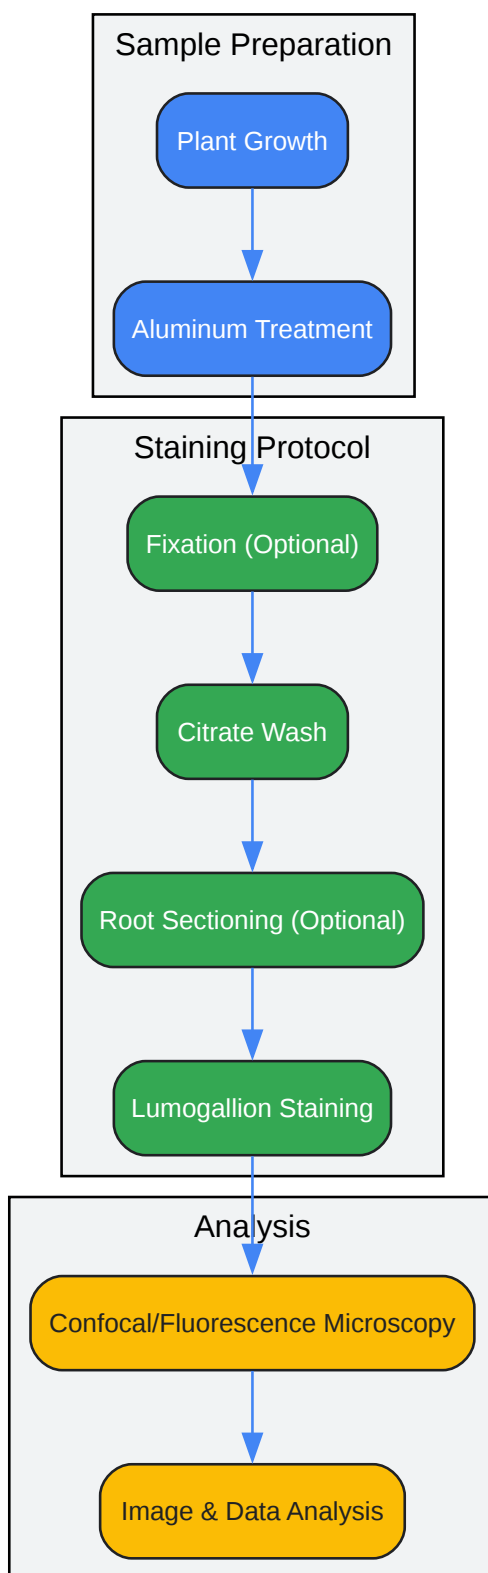 Sample Preparation
Plant Growth
Aluminum Treatment
Staining Protocol
Fixation (Optional)
Citrate Wash
Root Sectioning (Optional)
Lumogallion Staining
Analysis
Confocal/Fluorescence Microscopy
Image & Data Analysis